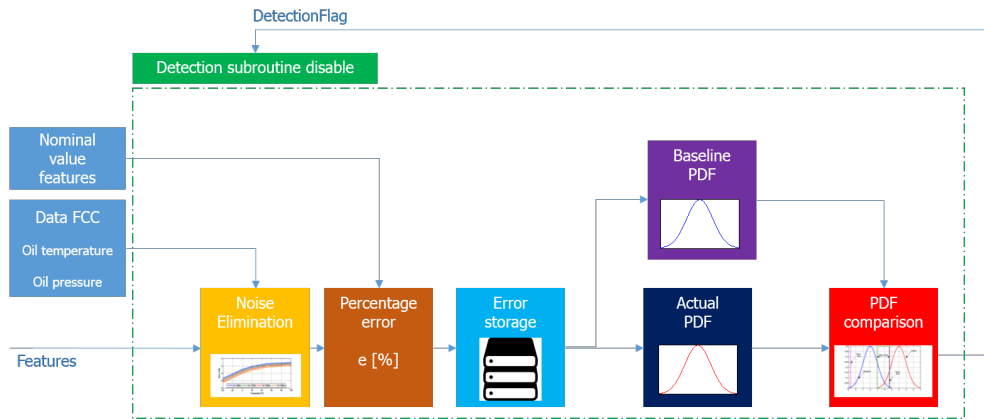 DetectionFlag
Detection subroutine disable
Nominal
value
features
Baseline
PDF
Data FCC
Oil temperature
Oil pressure
Noise
Elimination
Percentage
error
e [%]
Error
storage
Actual
PDF
PDF
comparison
Features